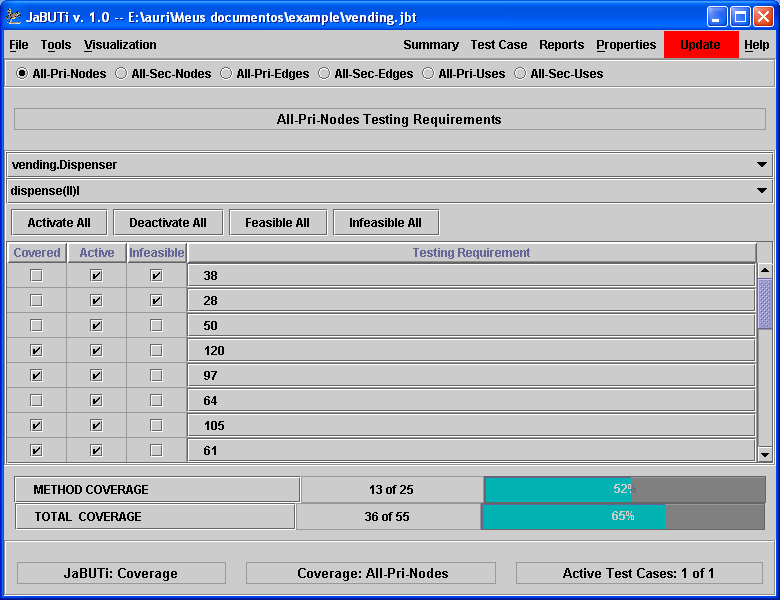 JaBUTi v. 1.0 -- E:\auri\Meus documentos\example\vending.jbt
File Tools Visualization Summary Test Case Reports Properties Update Help
All-Pri-Nodes All-Sec-Nodes All-Pri-Edges All-Sec-Edges All-Pri-Uses All-Sec-Uses
All-Pri-Nodes Testing Requirements
vending.Dispenser
dispense(II)I
Activate All Deactivate All Feasible All Infeasible All
Covered Active Infeasible Testing Requirement
38
28
50
120
97
64
105
61
METHOD COVERAGE 13 of 25 52%
TOTAL COVERAGE 36 of 55 65%
JaBUTi: Coverage Coverage: All-Pri-Nodes Active Test Cases: 1 of 1